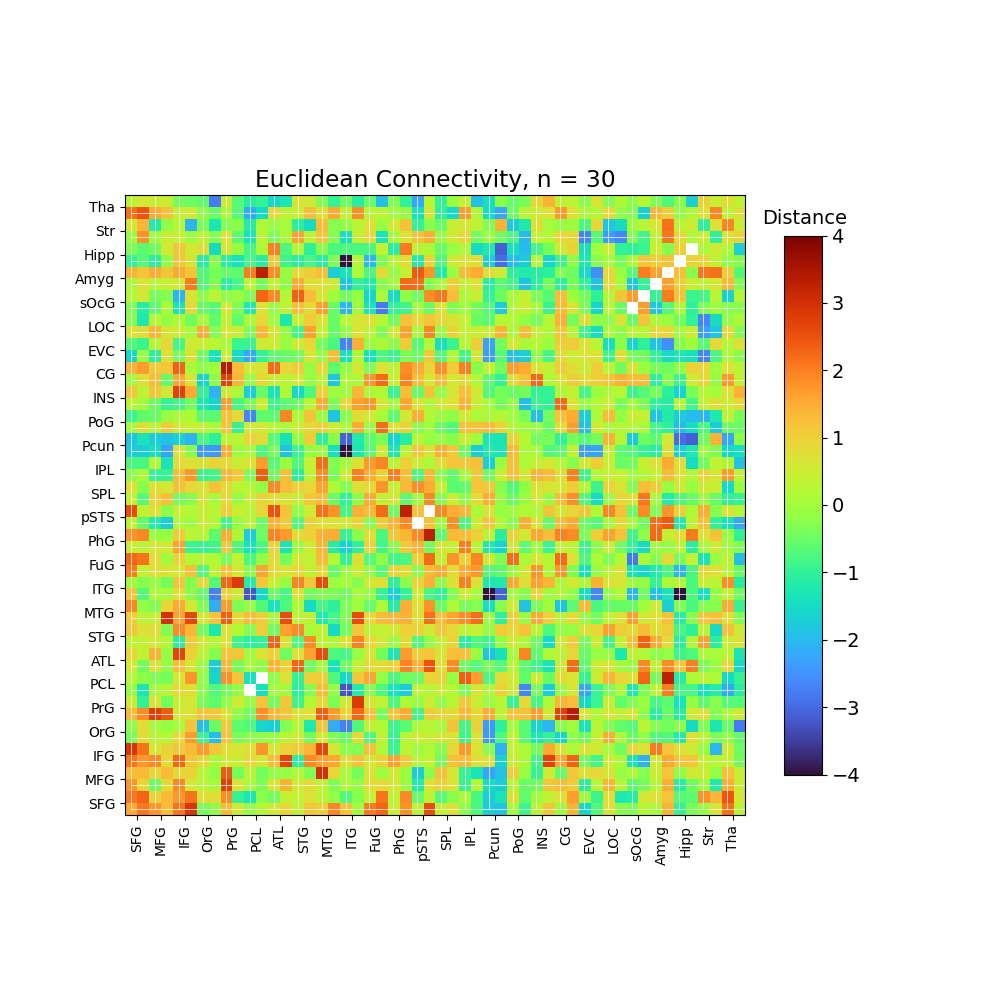 Euclidean Connectivity, n = 30
Distance
Tha
Str
Hipp
Amyg
sOcG
LOC
EVC
CG
INS
PoG
Pcun
IPL
SPL
pSTS
PhG
FuG
ITG
MTG
STG
ATL
PCL
PrG
OrG
IFG
MFG
SFG
4
3
2
1
0
−1
−2
−3
−4
SFG
MFG
IFG
OrG
PrG
PCL
ATL
STG
MTG
ITG
FuG
PhG
pSTS
SPL
IPL
Pcun
PoG
INS
CG
EVC
LOC
sOcG
Amyg
Hipp
Str
Tha